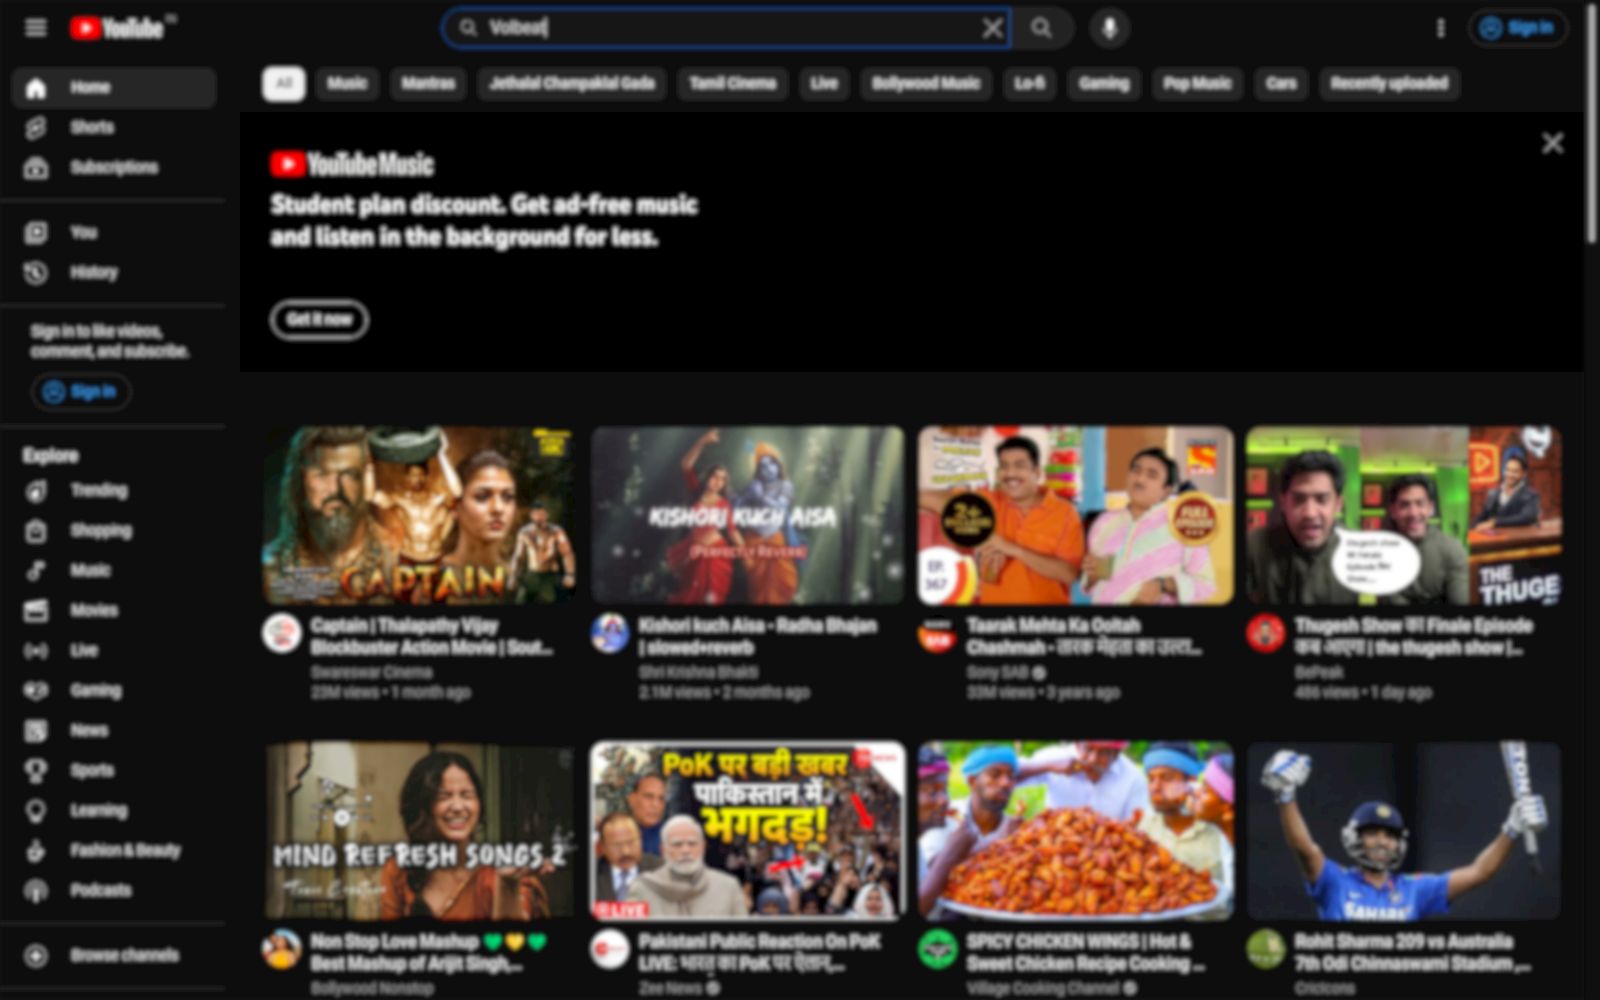 YouTube
Volbeat
Sign in
Home
Shorts
Subscriptions
You
History
Sign in to like videos,
comment, and subscribe.
Sign in
Explore
Trending
Shopping
Music
Movies
Live
Gaming
News
Sports
Learning
Fashion & Beauty
Podcasts
Browse channels
All
Music
Mantras
Jethalal Champaklal Gada
Tamil Cinema
Live
Bollywood Music
Lo-fi
Gaming
Pop Music
Cars
Recently uploaded
YouTube Music
Student plan discount. Get ad-free music
and listen in the background for less.
Get it now
CAPTAIN
Captain | Thalapathy Vijay
Blockbuster Action Movie | Sout...
Swareswar Cinema
23M views • 1 month ago
KISHORI KUCH AISA
(PERFECTLY REVERB)
Kishori kuch Aisa - Radha Bhajan
| slowed+reverb
Shri Krishna Bhakti
2.1M views • 2 months ago
FULL
EPISODE
EP.
367
Taarak Mehta Ka Ooltah
Chashmah - तारक मेहता का उल्टा...
Sony SAB
33M views • 3 years ago
THE
THUGE
Thugesh Show का Finale Episode
कब आएगा | the thugesh show |...
BePeak
486 views • 1 day ago
MIND REFRESH SONGS 2
Non Stop Love Mashup 💚💛💚
Best Mashup of Arijit Singh,...
Bollywood Nonstop
PoK पर बड़ी खबर
पाकिस्तान में
भगदड़!
LIVE
Pakistani Public Reaction On PoK
LIVE: भारत का PoK पर ऐलान,...
Zee News
SPICY CHICKEN WINGS | Hot &
Sweet Chicken Recipe Cooking ...
Village Cooking Channel
SAHARA
Rohit Sharma 209 vs Australia
7th Odi Chinnaswami Stadium ,...
CricIcons